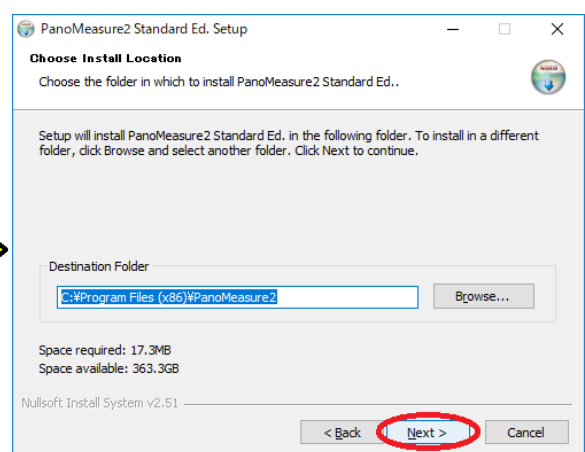 PanoMeasure2 Standard Ed. Setup
Choose Install Location
Choose the folder in which to install PanoMeasure2 Standard Ed..
Setup will install PanoMeasure2 Standard Ed. in the following folder. To install in a different
folder, click Browse and select another folder. Click Next to continue.
Destination Folder
C:¥Program Files (x86)¥PanoMeasure2
Browse...
Space required: 17.3MB
Space available: 363.3GB
Nullsoft Install System v2.51
< Back
Next >
Cancel